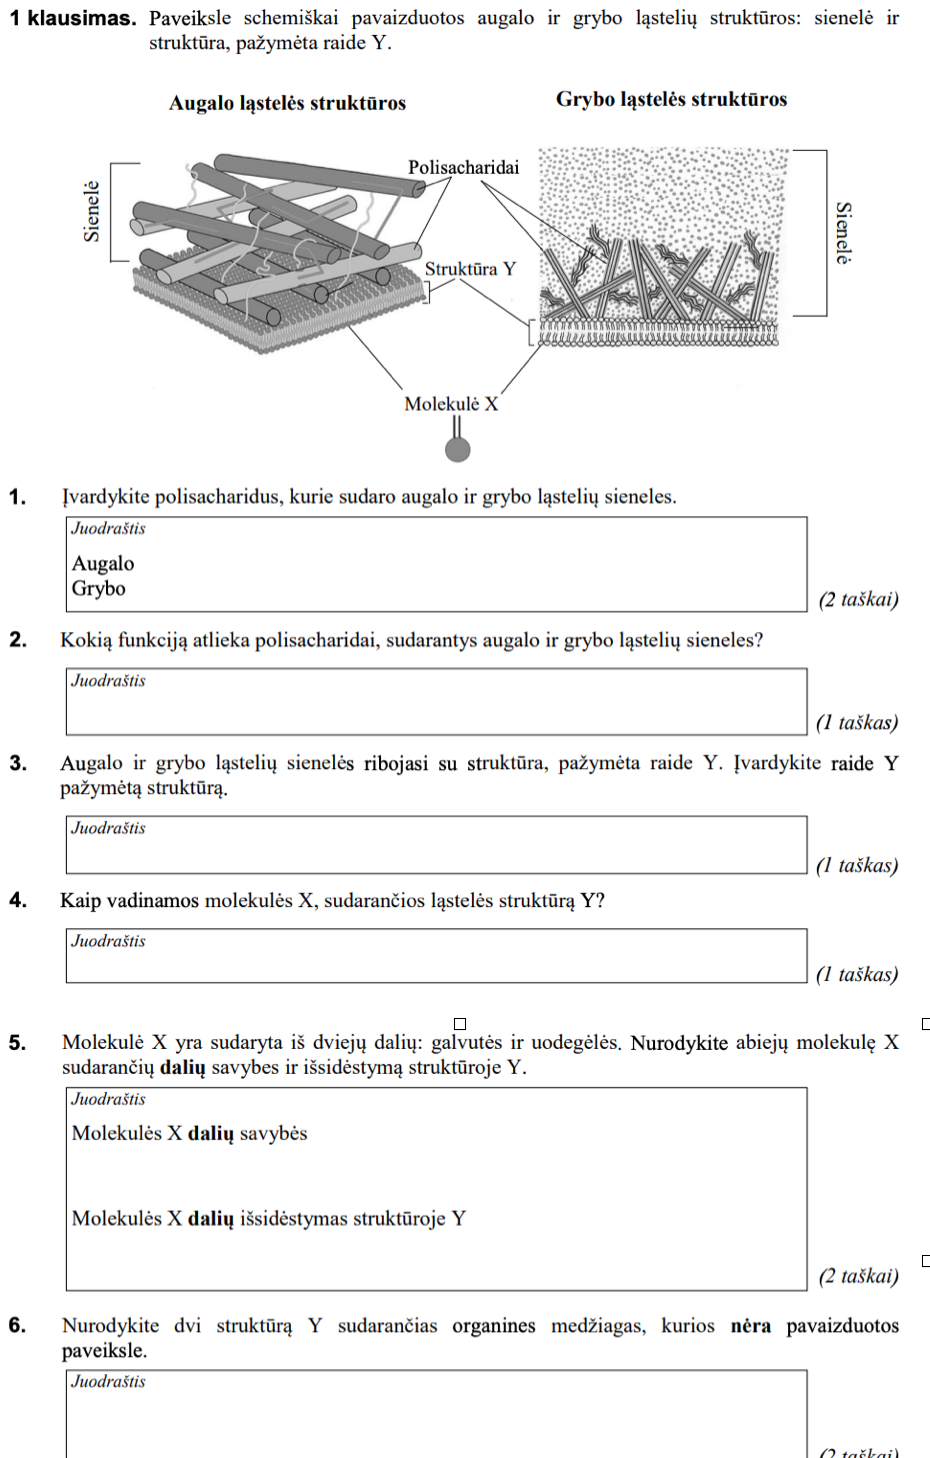 1 klausimas. Paveiksle schemiškai pavaizduotos augalo ir grybo ląstelių struktūros: sienelė ir
struktūra, pažymėta raide Y.
Augalo ląstelės struktūros
Grybo ląstelės struktūros
Sienelė
Polisacharidai
Sienelė
Struktūra Y
Molekulė X
1. Įvardykite polisacharidus, kurie sudaro augalo ir grybo ląstelių sieneles.
Juodraštis
Augalo
Grybo
(2 taškai)
2. Kokią funkciją atlieka polisacharidai, sudarantys augalo ir grybo ląstelių sieneles?
Juodraštis
(1 taškas)
3. Augalo ir grybo ląstelių sienelės ribojasi su struktūra, pažymėta raide Y. Įvardykite raide Y
pažymėtą struktūrą.
Juodraštis
(1 taškas)
4. Kaip vadinamos molekulės X, sudarančios ląstelės struktūrą Y?
Juodraštis
(1 taškas)
5. Molekulė X yra sudaryta iš dviejų dalių: galvutės ir uodegėlės. Nurodykite abiejų molekulę X
sudarančių dalių savybes ir išsidėstymą struktūroje Y.
Juodraštis
Molekulės X dalių savybės
Molekulės X dalių išsidėstymas struktūroje Y
(2 taškai)
6. Nurodykite dvi struktūrą Y sudarančias organines medžiagas, kurios nėra pavaizduotos
paveiksle.
Juodraštis
(2 taškai)